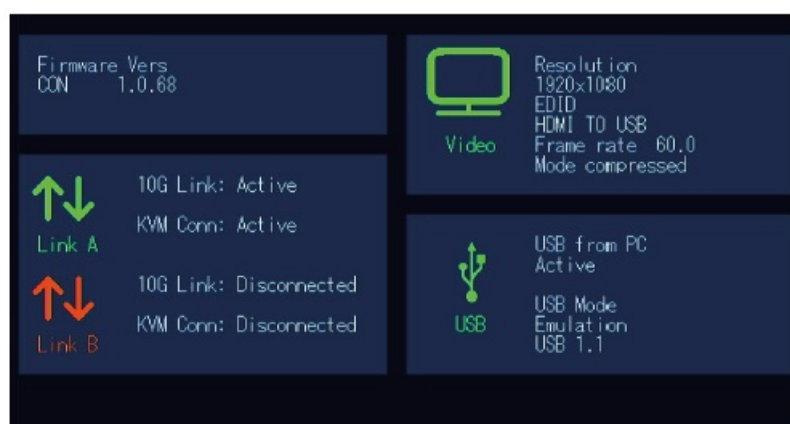 Firmware Vers
CON 1.0.68
10G Link: Active
KVM Conn: Active
Link A
10G Link: Disconnected
KVM Conn: Disconnected
Link B
Video
Resolution
1920x1080
EDID
HDMI TO USB
Frame rate 60.0
Mode compressed
USB
USB from PC
Active
USB Mode
Emulation
USB 1.1